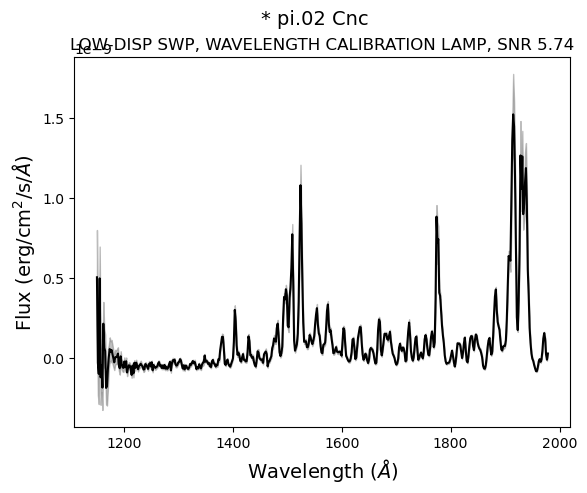 * pi.02 Cnc
LOW-DISP SWP, WAVELENGTH CALIBRATION LAMP, SNR 5.74
1e−9
1.5
1.0
0.5
0.0
Flux (erg/cm²/s/Å)
1200 1400 1600 1800 2000
Wavelength (Å)